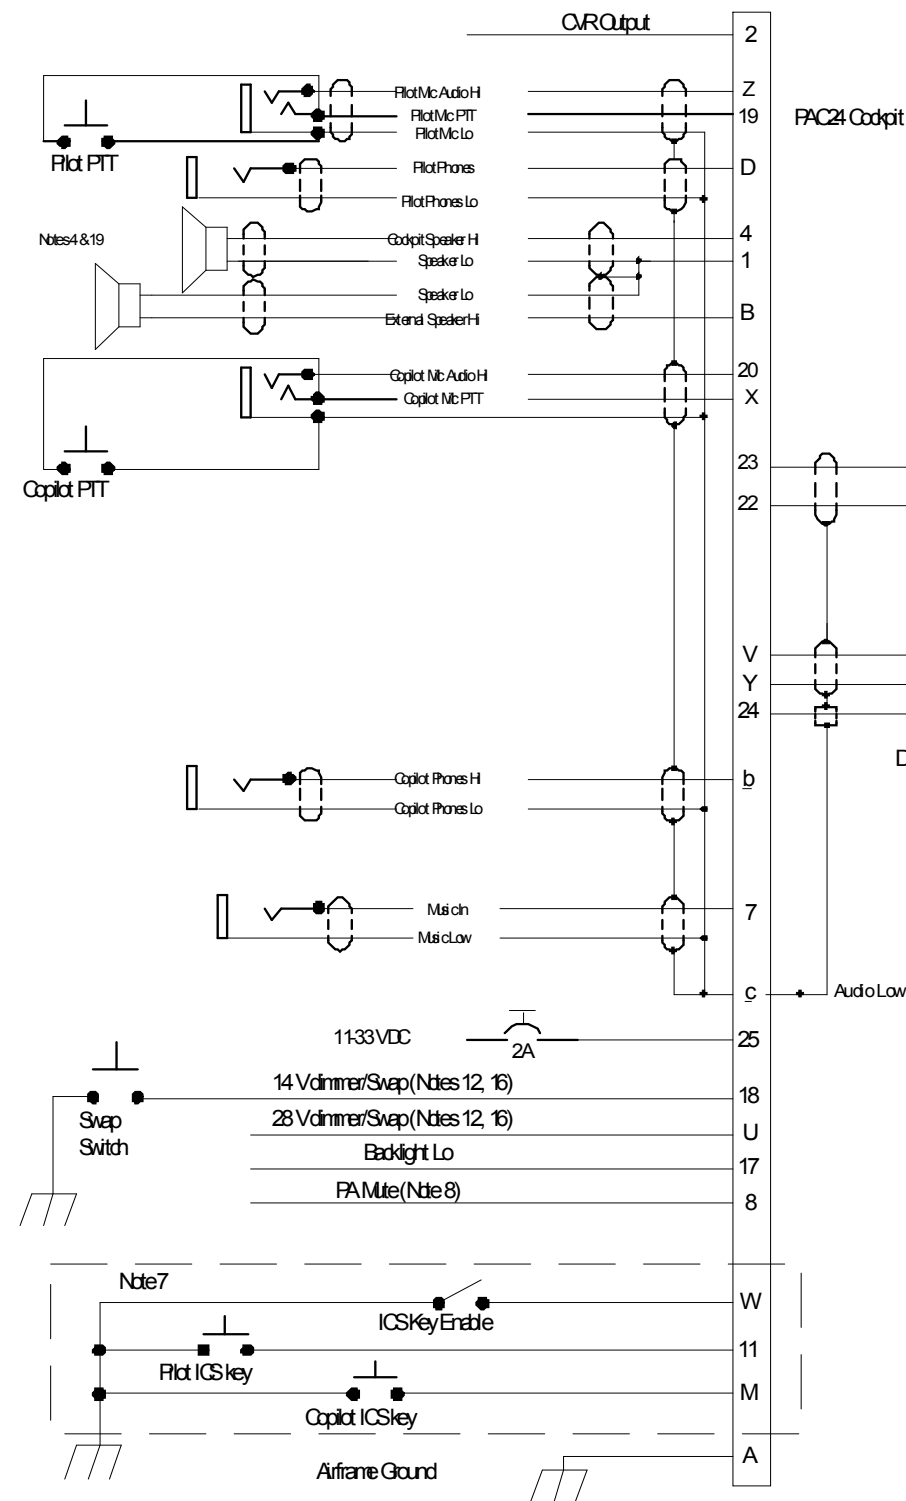 CVR Output
2
Pilot Mic Audio Hi
Z
Pilot Mic PTT
19
PAC24 Cockpit
Pilot Mic Lo
Pilot PTT
Pilot Phones
D
Pilot Phones Lo
Notes 4 & 19
Cockpit Speaker Hi
4
Speaker Lo
1
Speaker Lo
External Speaker Hi
B
Copilot Mic Audio Hi
20
Copilot Mic PTT
X
Copilot PTT
23
22
V
Y
24
D
Copilot Phones Hi
b
Copilot Phones Lo
Music In
7
Music Low
c
Audio Low
11-33 VDC
2A
25
14 V dimmer/Swap (Notes 12, 16)
18
Swap
Switch
28 V dimmer/Swap (Notes 12, 16)
U
Backlight Lo
17
PA Mute (Note 8)
8
Note 7
W
ICS Key Enable
11
Pilot ICS key
M
Copilot ICS key
A
Airframe Ground